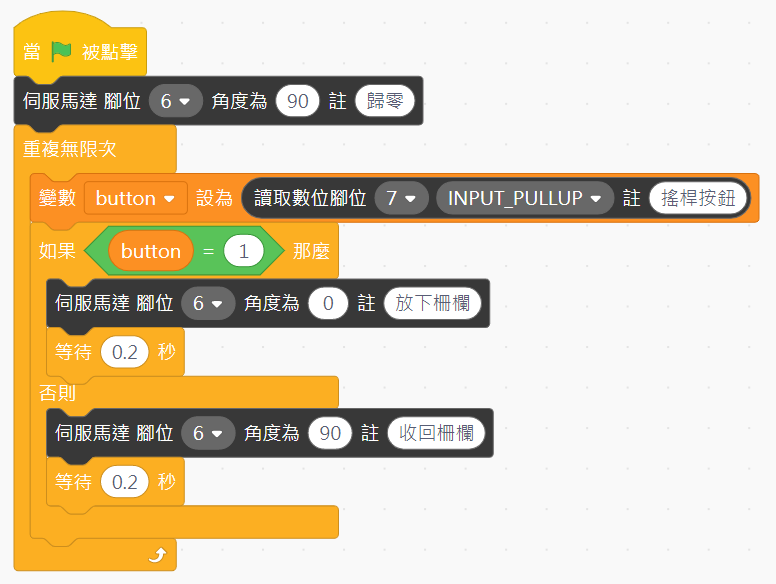 當 被點擊
伺服馬達 腳位 6 角度為 90 註 歸零
重複無限次
變數 button 設為 讀取數位腳位 7 INPUT_PULLUP 註 搖桿按鈕
如果 button = 1 那麼
伺服馬達 腳位 6 角度為 0 註 放下柵欄
等待 0.2 秒
否則
伺服馬達 腳位 6 角度為 90 註 收回柵欄
等待 0.2 秒